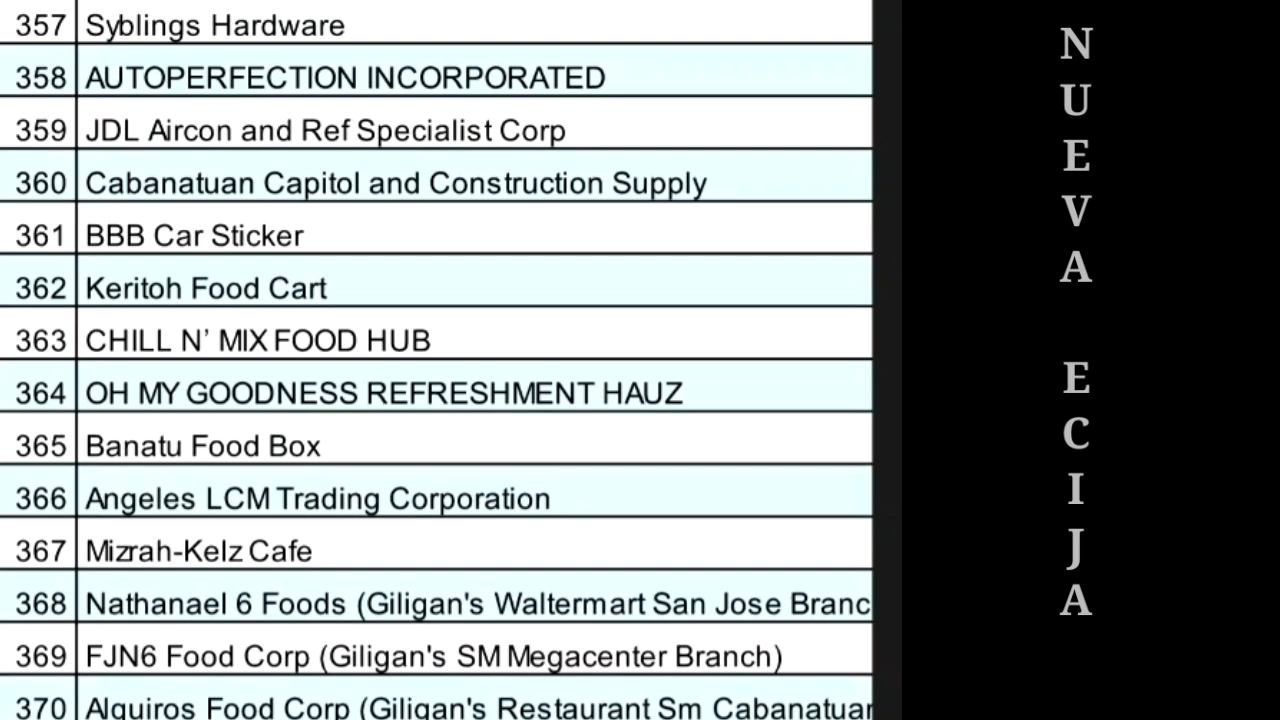 357 Syblings Hardware
358 AUTOPERFECTION INCORPORATED
359 JDL Aircon and Ref Specialist Corp
360 Cabanatuan Capitol and Construction Supply
361 BBB Car Sticker
362 Keritoh Food Cart
363 CHILL N’ MIX FOOD HUB
364 OH MY GOODNESS REFRESHMENT HAUZ
365 Banatu Food Box
366 Angeles LCM Trading Corporation
367 Mizrah-Kelz Cafe
368 Nathanael 6 Foods (Giligan's Waltermart San Jose Branc
369 FJN6 Food Corp (Giligan's SM Megacenter Branch)
370 Alquiros Food Corp (Giligan's Restaurant Sm Cabanatuan
N
U
E
V
A
E
C
I
J
A